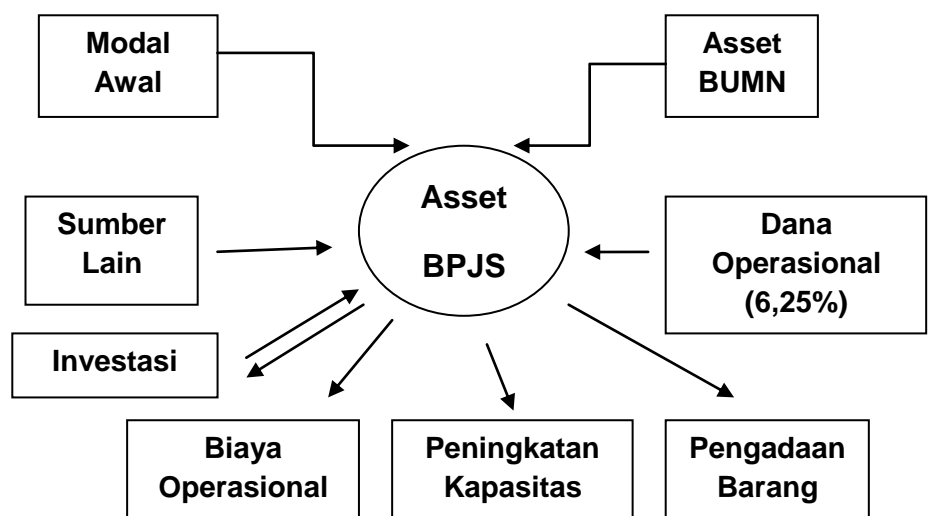 Modal
Awal
Asset
BUMN
Asset
BPJS
Sumber
Lain
Dana
Operasional
(6,25%)
Investasi
Biaya
Operasional
Peningkatan
Kapasitas
Pengadaan
Barang